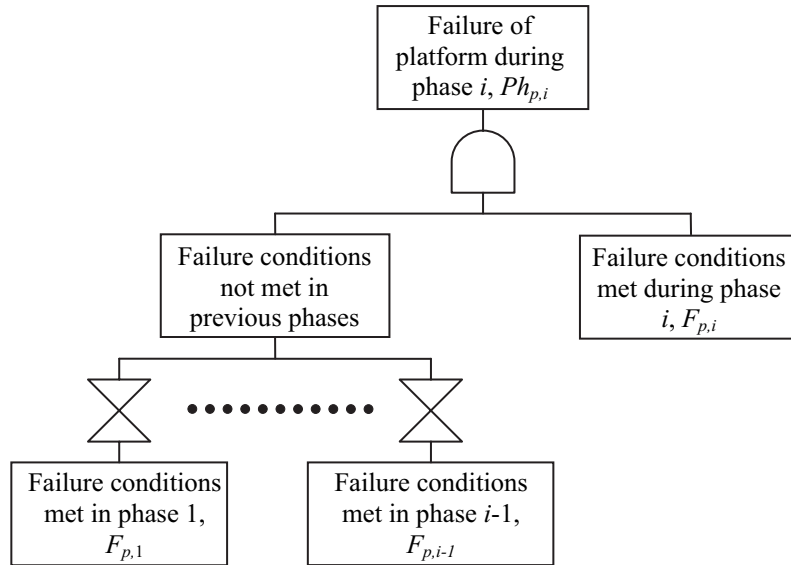 Failure of
platform during
phase i, Ph_{p,i}
Failure conditions
not met in
previous phases
Failure conditions
met during phase
i, F_{p,i}
Failure conditions
met in phase 1,
F_{p,1}
Failure conditions
met in phase i-1,
F_{p,i-1}